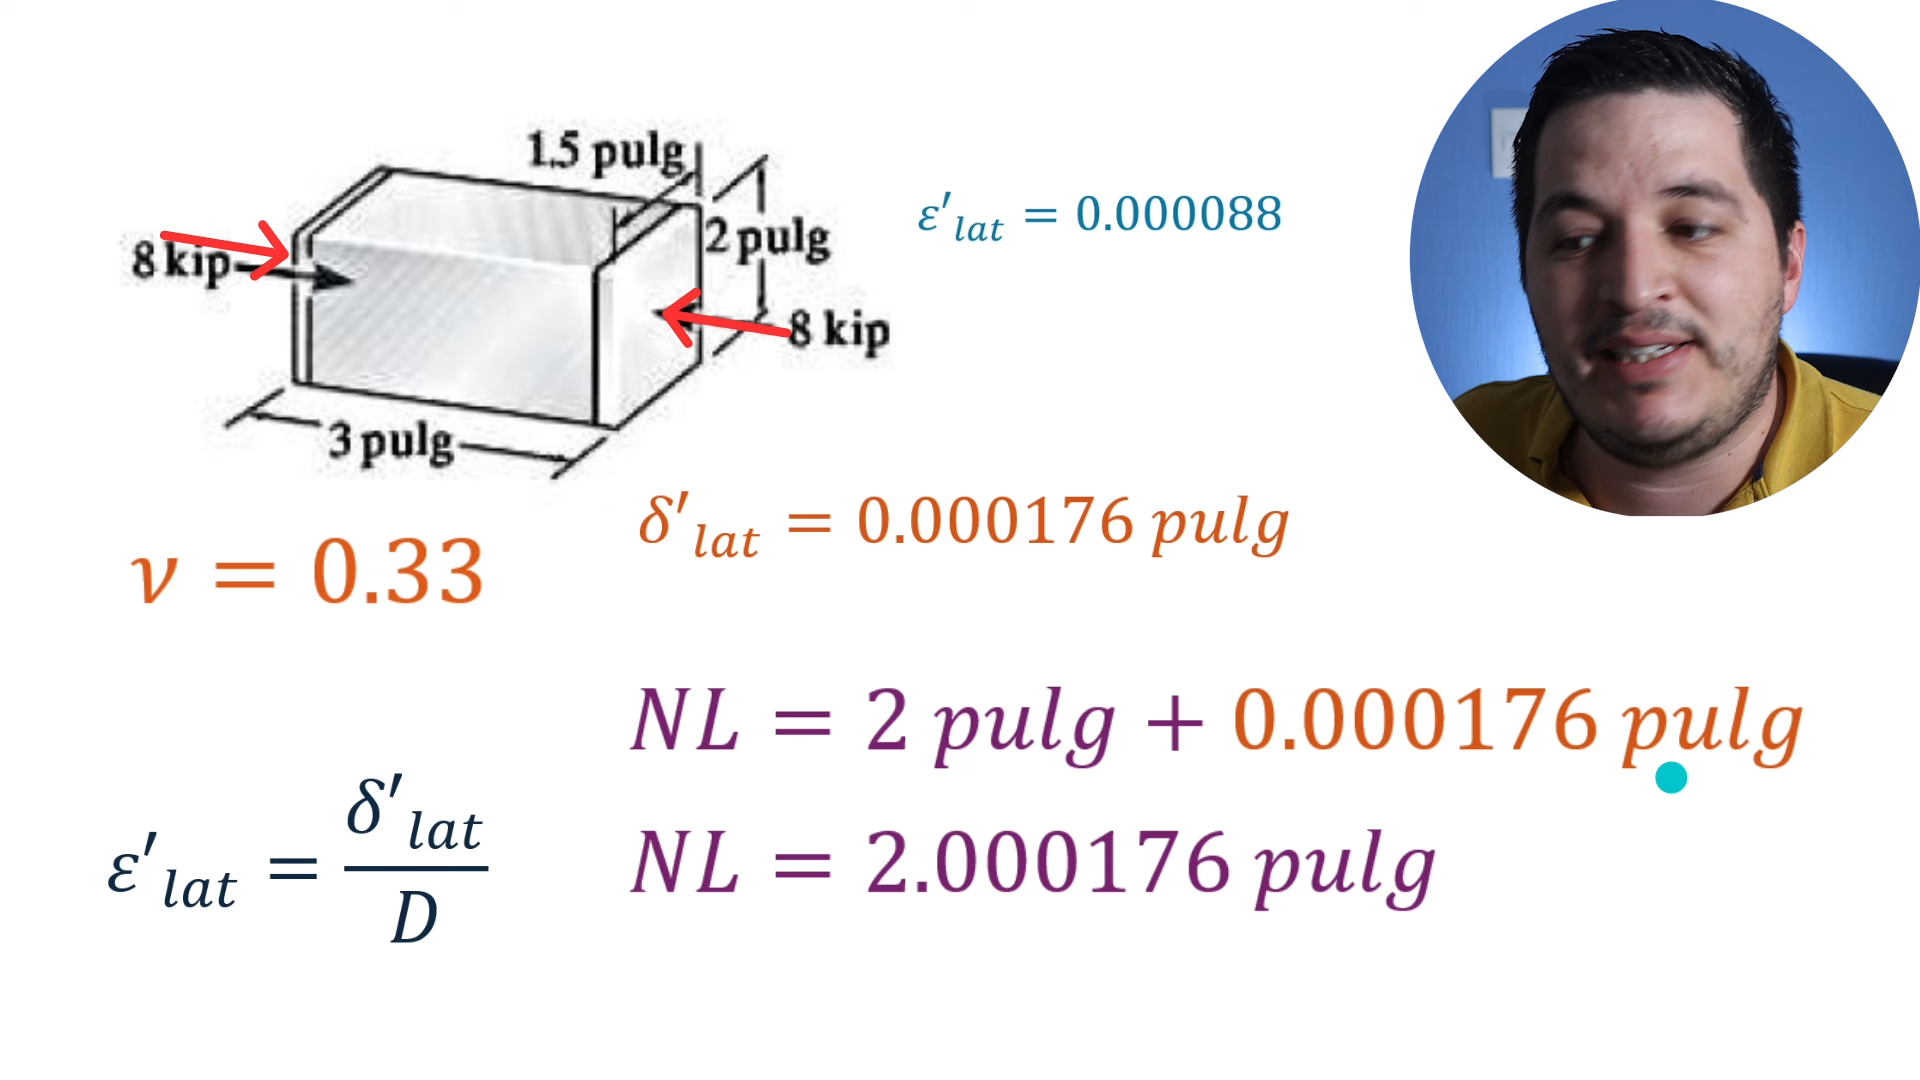 1.5 pulg
2 pulg
8 kip
8 kip
3 pulg
ε'lat = 0.000088
δ'lat = 0.000176 pulg
ν = 0.33
NL = 2 pulg + 0.000176 pulg
ε'lat = δ'lat / D
NL = 2.000176 pulg